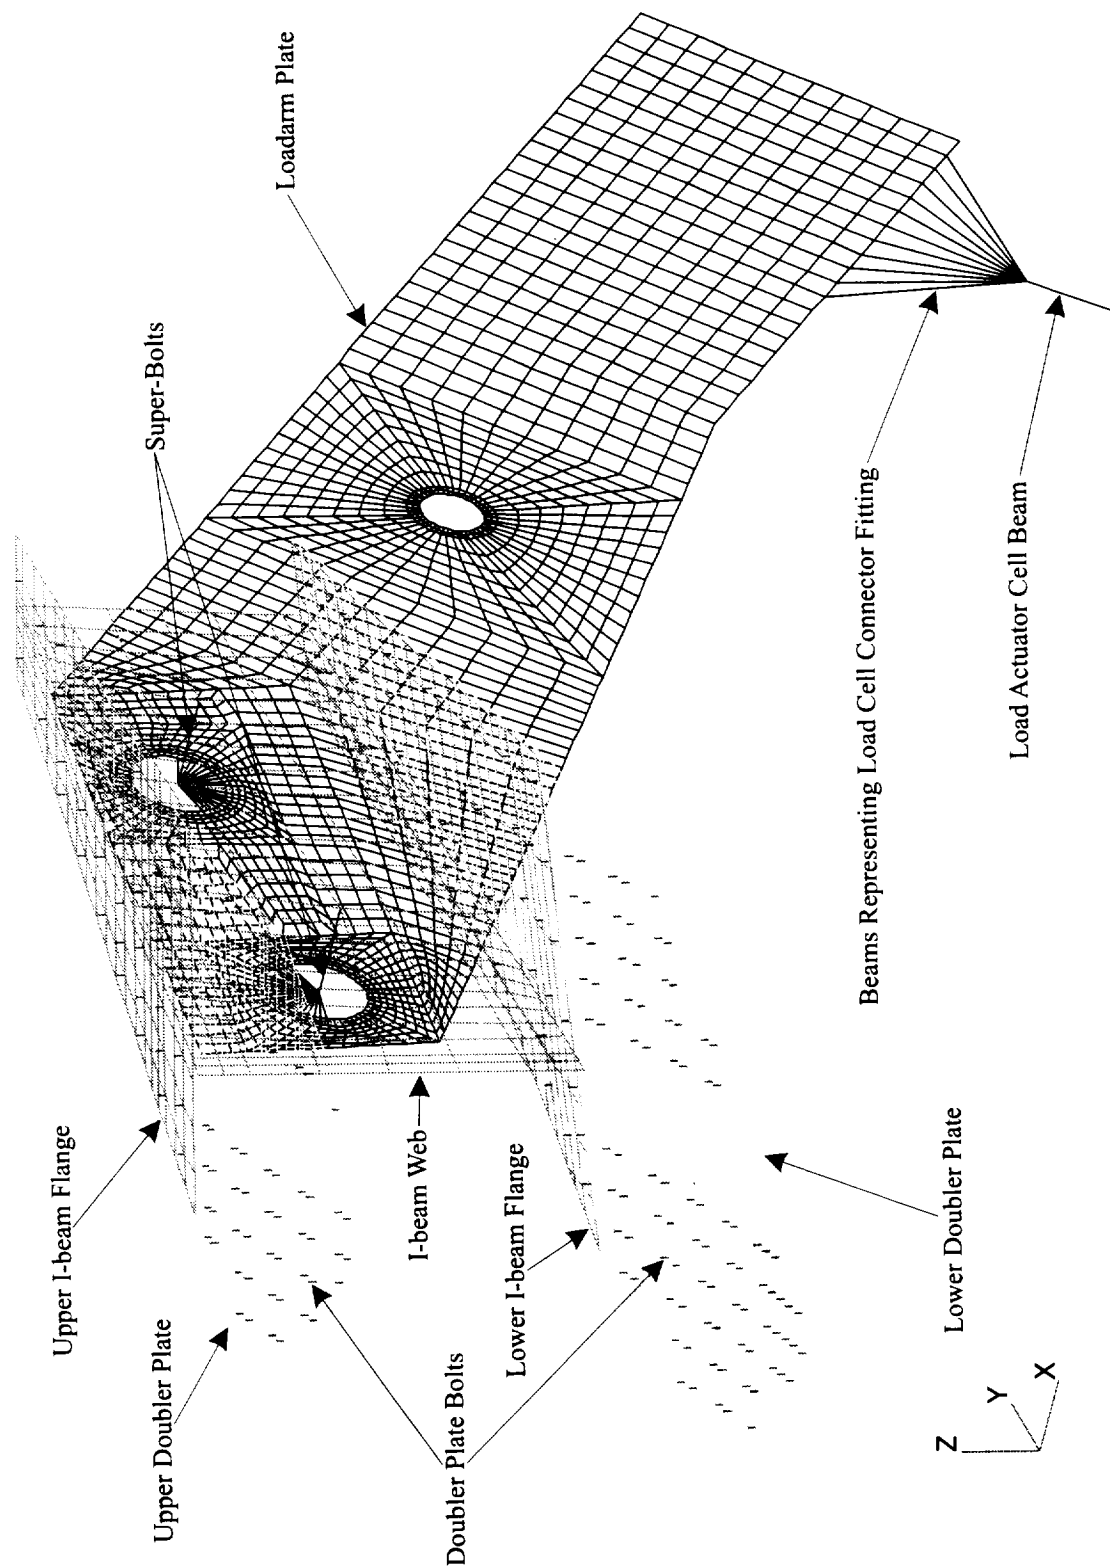 Loadarm Plate
Super-Bolts
Upper I-beam Flange
Upper Doubler Plate
Doubler Plate Bolts
I-beam Web
Lower I-beam Flange
Beams Representing Load Cell Connector Fitting
Load Actuator Cell Beam
Lower Doubler Plate
Z
Y
X